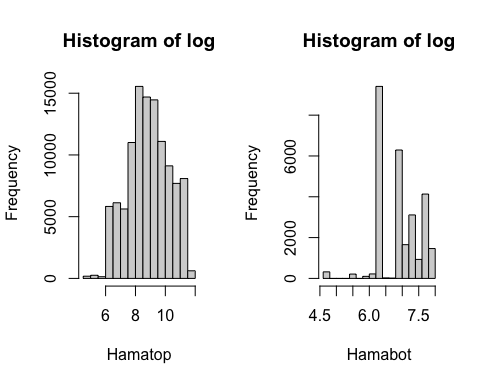 Histogram of log
Frequency
0
5000
10000
15000
6
8
10
Hamatop
Histogram of log
Frequency
0
2000
6000
4.5
6.0
7.5
Hamabot